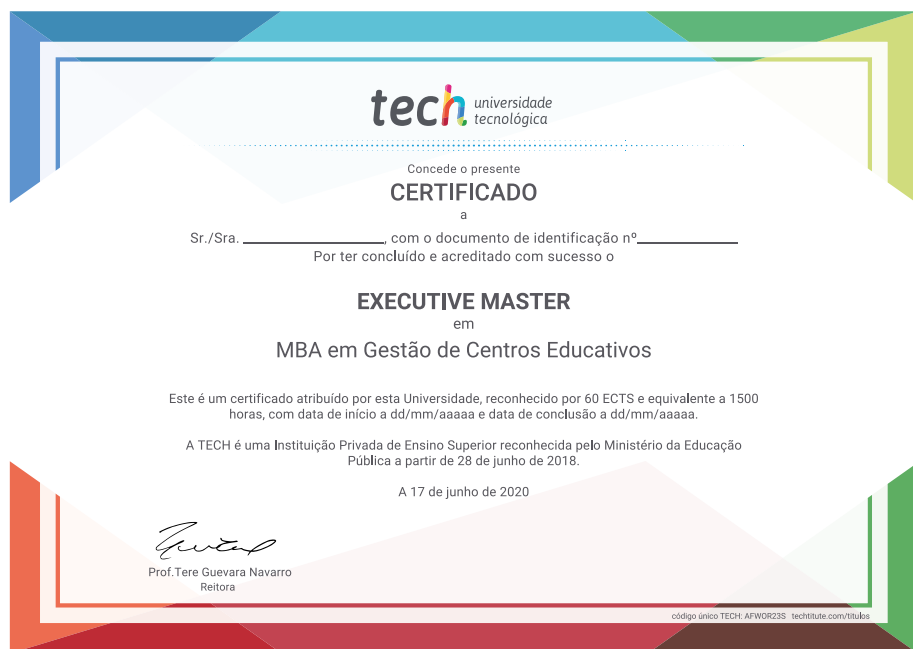 tech universidade
tecnológica
Concede o presente
CERTIFICADO
a
Sr./Sra. ________________, com o documento de identificação nº____________
Por ter concluído e acreditado com sucesso o
EXECUTIVE MASTER
em
MBA em Gestão de Centros Educativos
Este é um certificado atribuído por esta Universidade, reconhecido por 60 ECTS e equivalente a 1500
horas, com data de início a dd/mm/aaaaa e data de conclusão a dd/mm/aaaaa.
A TECH é uma Instituição Privada de Ensino Superior reconhecida pelo Ministério da Educação
Pública a partir de 28 de junho de 2018.
A 17 de junho de 2020
Prof.Tere Guevara Navarro
Reitora
código único TECH: AFWOR23S techtitute.com/titulos